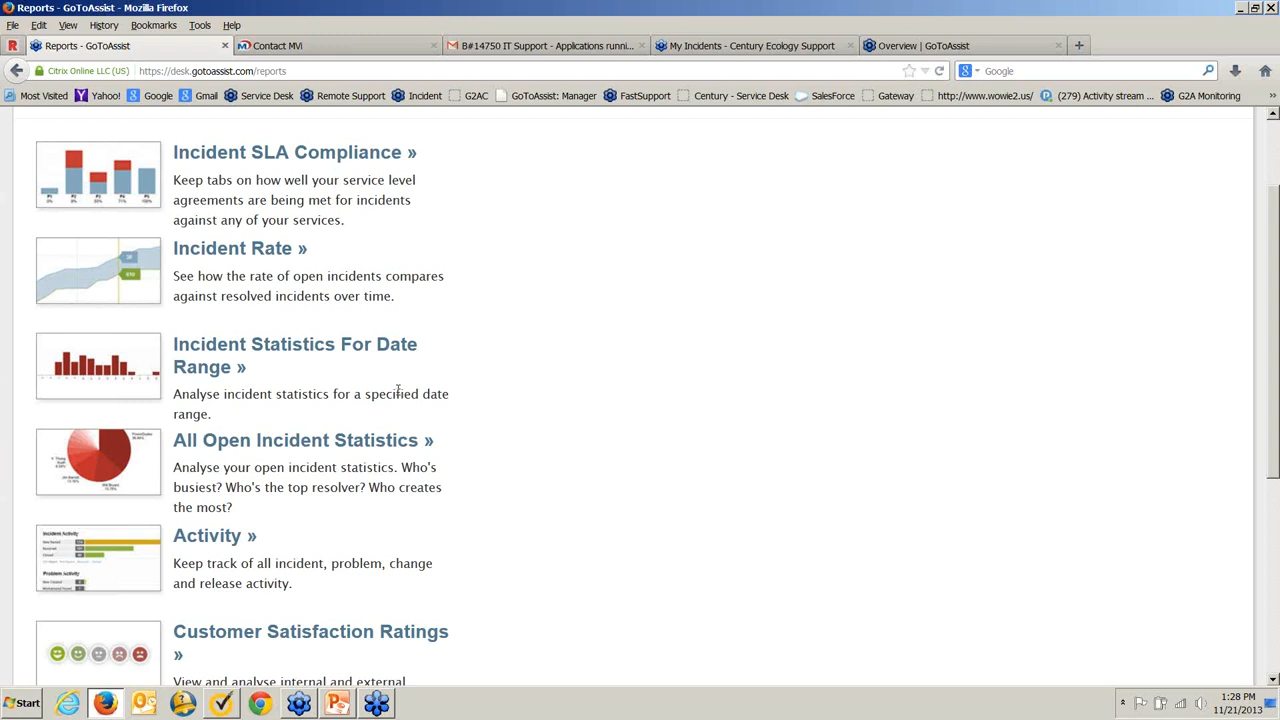 Reports - GoToAssist - Mozilla Firefox
File Edit View History Bookmarks Tools Help
Reports - GoToAssist × Contact MVi × B#14750 IT Support - Applications runni... × My Incidents - Century Ecology Support × Overview | GoToAssist × +
Citrix Online LLC (US) https://desk.gotoassist.com/reports Google
Most Visited Yahoo! Google Gmail Service Desk Remote Support Incident G2AC GoToAssist: Manager FastSupport Century - Service Desk SalesForce Gateway http://www.wowie2.us/ (279) Activity stream ... G2A Monitoring »
Incident SLA Compliance »
Keep tabs on how well your service level
agreements are being met for incidents
against any of your services.
Incident Rate »
See how the rate of open incidents compares
against resolved incidents over time.
Incident Statistics For Date
Range »
Analyse incident statistics for a specified date
range.
All Open Incident Statistics »
Analyse your open incident statistics. Who's
busiest? Who's the top resolver? Who creates
the most?
Incident Activity
Problem Activity
Activity »
Keep track of all incident, problem, change
and release activity.
Customer Satisfaction Ratings
»
View and analyse internal and external
Start
1:28 PM
11/21/2013